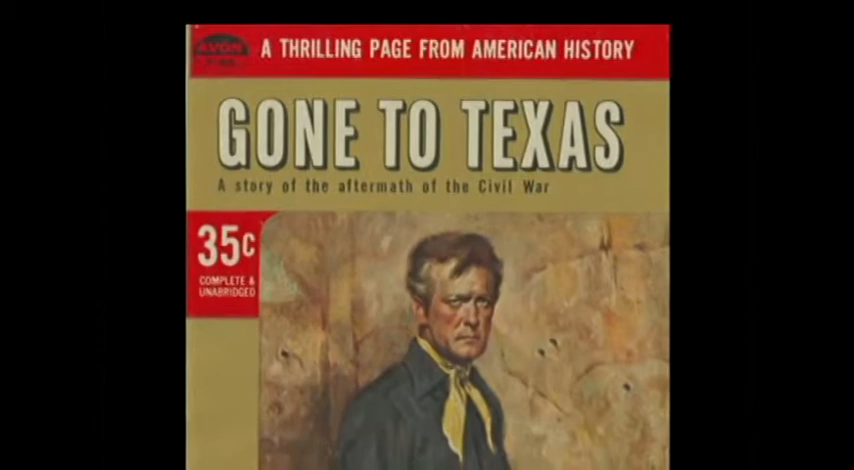 AVON
A THRILLING PAGE FROM AMERICAN HISTORY
GONE TO TEXAS
A story of the aftermath of the Civil War
35c
COMPLETE &
UNABRIDGED